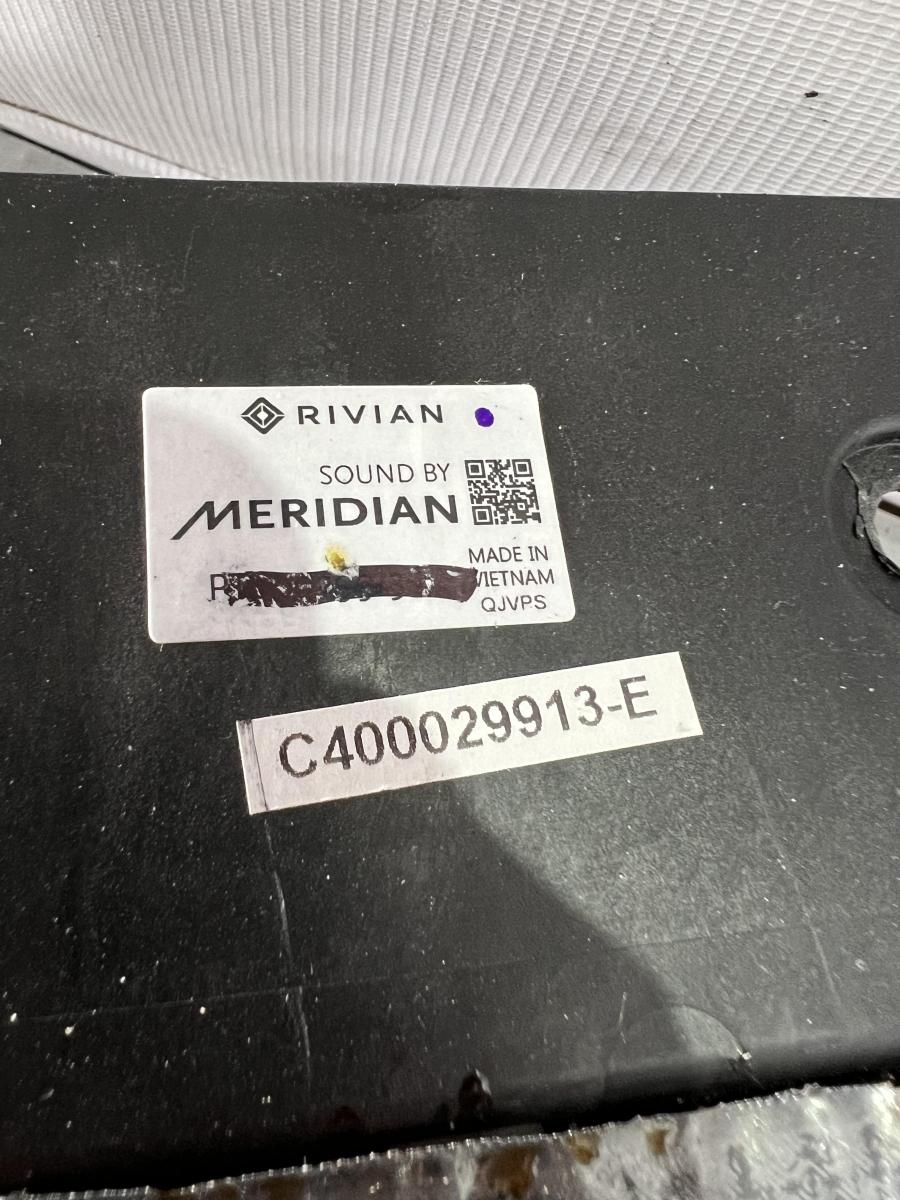 RIVIAN
SOUND BY
MERIDIAN
MADE IN
VIETNAM
QJVPS
C400029913-E